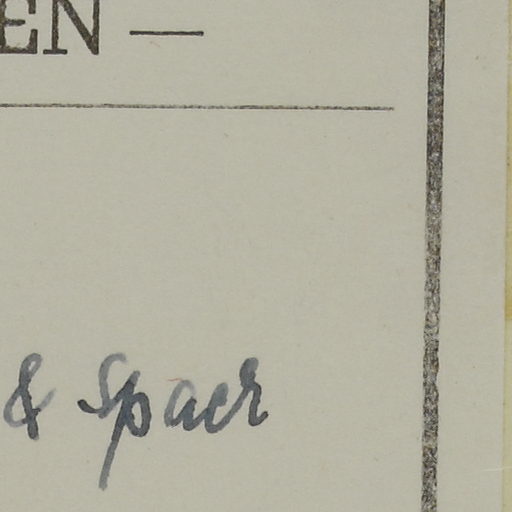 EN —
& Spaer